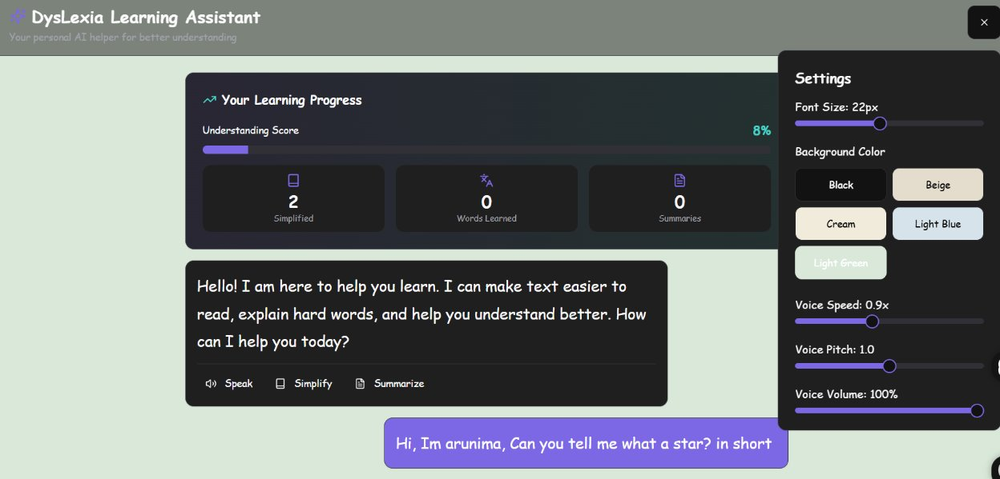 DysLexia Learning Assistant
Your personal AI helper for better understanding
Your Learning Progress
Understanding Score
8%
2
Simplified
0
Words Learned
0
Summaries
Hello! I am here to help you learn. I can make text easier to
read, explain hard words, and help you understand better. How
can I help you today?
Speak
Simplify
Summarize
Hi, Im arunima, Can you tell me what a star? in short
Settings
Font Size: 22px
Background Color
Black
Beige
Cream
Light Blue
Light Green
Voice Speed: 0.9x
Voice Pitch: 1.0
Voice Volume: 100%